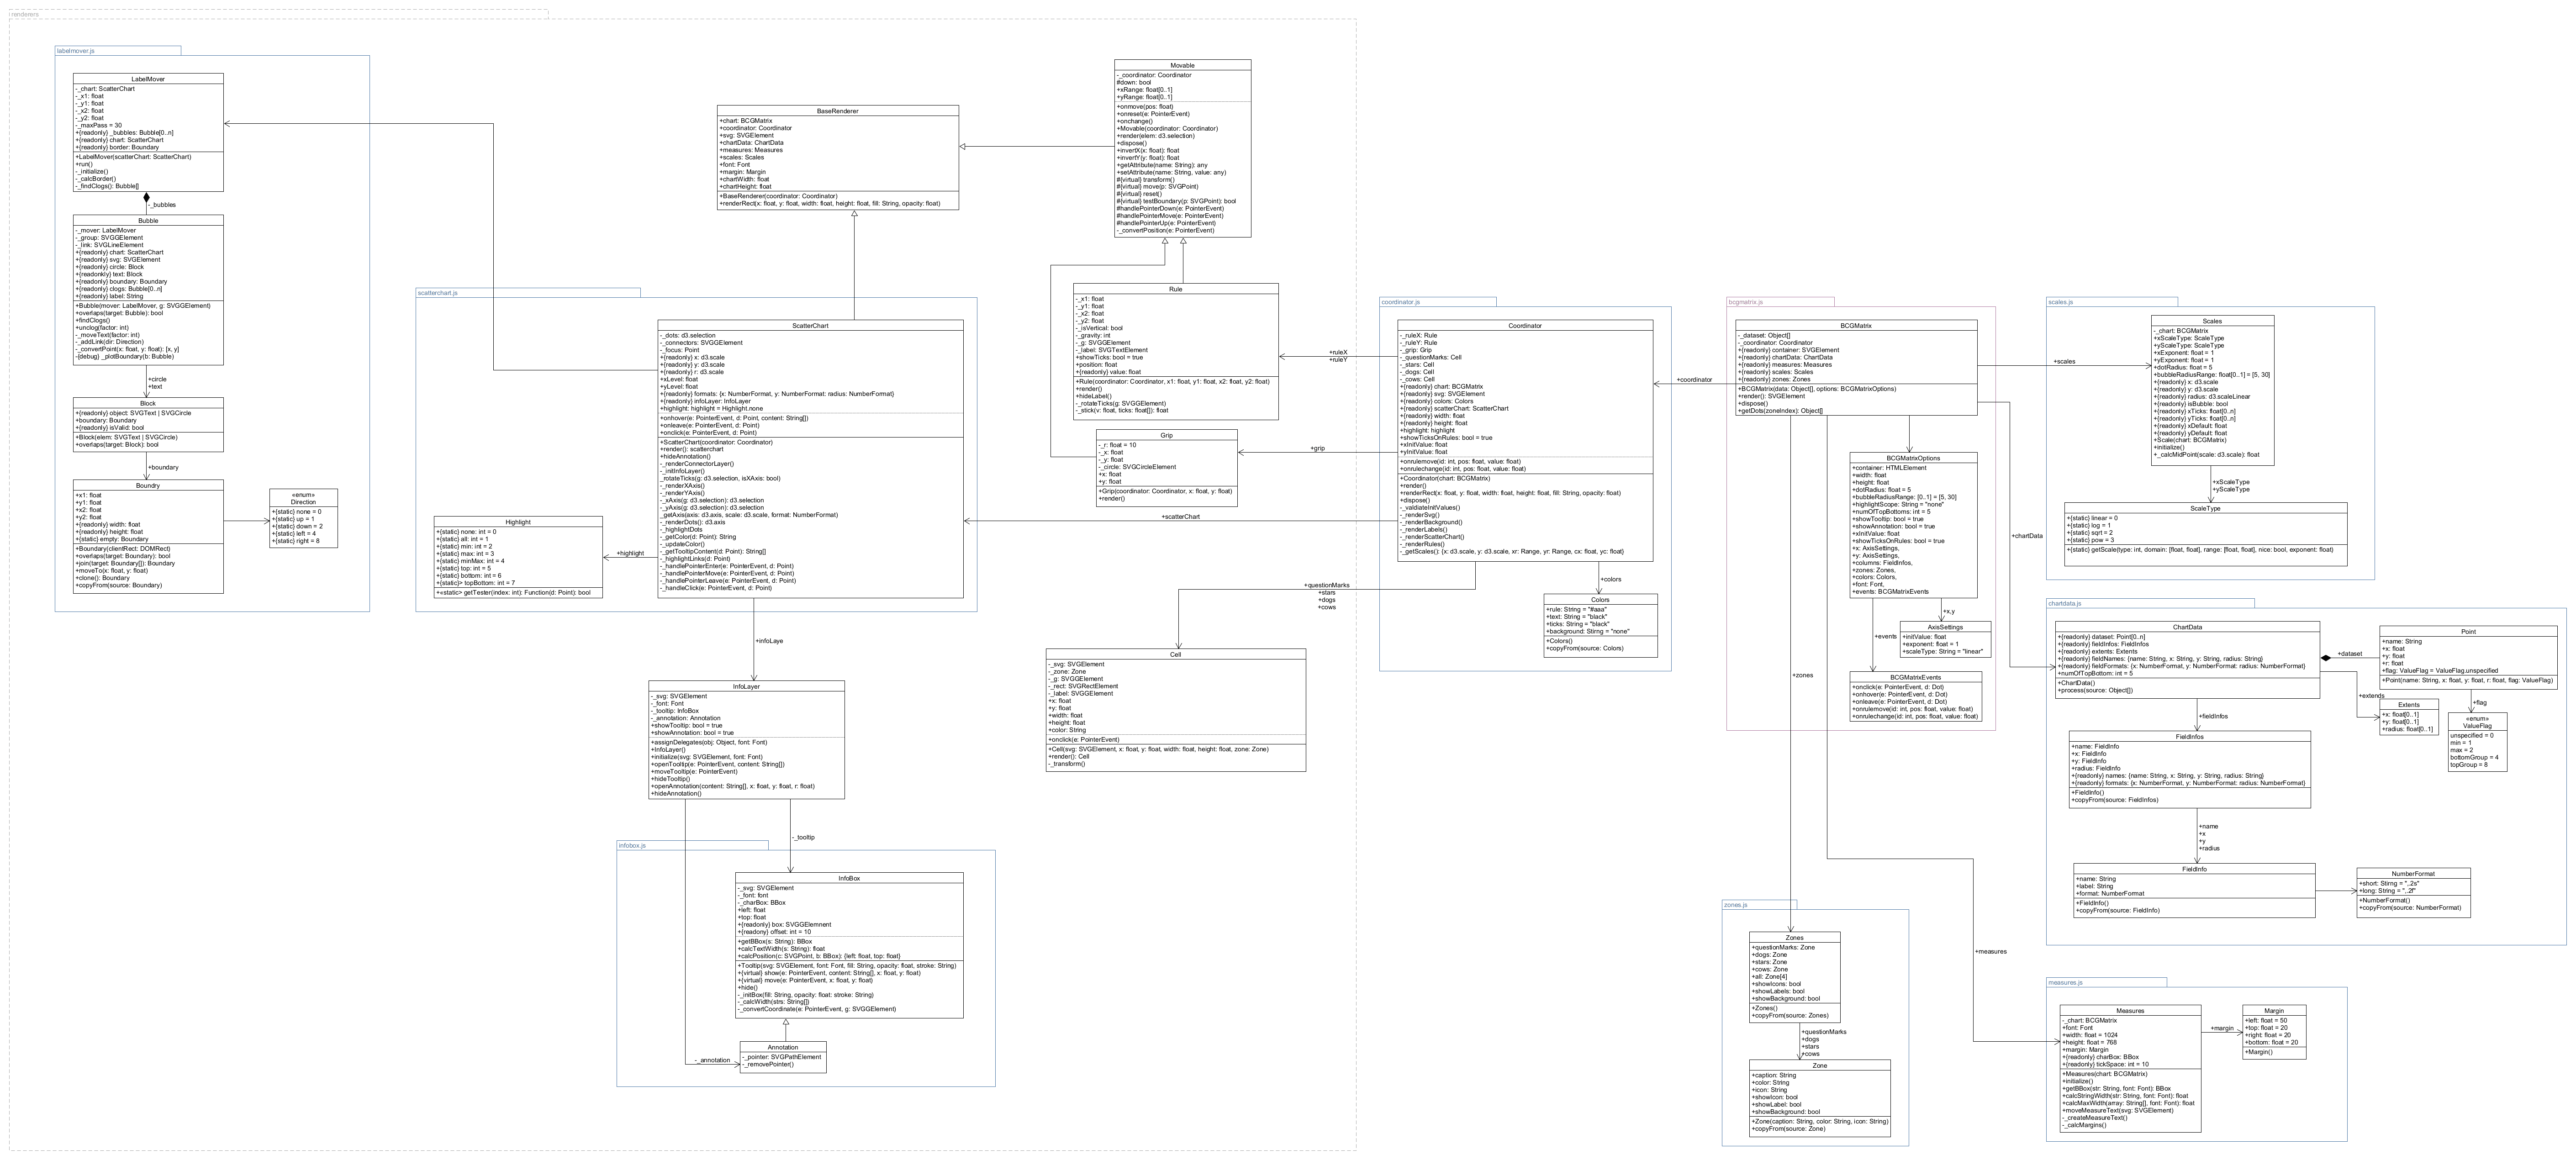 renderers
labelmover.js
LabelMover
-_chart: ScatterChart
-_x1: float
-_y1: float
-_x2: float
-_y2: float
-_maxPass = 30
+{readonly} _bubbles: Bubble[0..n]
+{readonly} chart: ScatterChart
+{readonly} border: Boundary
+LabelMover(scatterChart: ScatterChart)
+run()
-_initialize()
-_calcBorder()
-_findClogs(): Bubble[]
-_bubbles
Bubble
-_mover: LabelMover
-_group: SVGGElement
-_link: SVGLineElement
+{readonly} chart: ScatterChart
+{readonly} svg: SVGElement
+{readonly} circle: Block
+{readonkly} text: Block
+{readonly} boundary: Boundary
+{readonly} clogs: Bubble[0..n]
+{readonly} label: String
+Bubble(mover: LabelMover, g: SVGGElement)
+overlaps(target: Bubble): bool
+findClogs()
+unclog(factor: int)
-_moveText(factor: int)
-_addLink(dir: Direction)
-_convertPoint(x: float, y: float): [x, y]
-{debug} _plotBoundary(b: Bubble)
+circle
+text
Block
+{readonly} object: SVGText | SVGCircle
+boundary: Boundary
+{readonly} isValid: bool
+Block(elem: SVGText | SVGCircle)
+overlaps(target: Block): bool
+boundary
Boundry
+x1: float
+y1: float
+x2: float
+y2: float
+{readonly} width: float
+{readonly} height: float
+{static} empty: Boundary
+Boundary(clientRect: DOMRect)
+overlaps(target: Boundary): bool
+join(target: Boundary[]): Boundary
+moveTo(x: float, y: float)
+clone(): Boundary
+copyFrom(source: Boundary)
«enum»
Direction
+{static} none = 0
+{static} up = 1
+{static} down = 2
+{static} left = 4
+{static} right = 8
BaseRenderer
+chart: BCGMatrix
+coordinator: Coordinator
+svg: SVGElement
+chartData: ChartData
+measures: Measures
+scales: Scales
+font: Font
+margin: Margin
+chartWidth: float
+chartHeight: float
+BaseRenderer(coordinator: Coordinator)
+renderRect(x: float, y: float, width: float, height: float, fill: String, opacity: float)
Movable
-_coordinator: Coordinator
#down: bool
+xRange: float[0..1]
+yRange: float[0..1]
+onmove(pos: float)
+onreset(e: PointerEvent)
+onchange()
+Movable(coordinator: Coordinator)
+render(elem: d3.selection)
+dispose()
+invertX(x: float): float
+invertY(y: float): float
+getAttribute(name: String): any
+setAttribute(name: String, value: any)
#{virtual} transform()
#{virtual} move(p: SVGPoint)
#{virtual} reset()
#{virtual} testBoundary(p: SVGPoint): bool
#handlePointerDown(e: PointerEvent)
#handlePointerMove(e: PointerEvent)
#handlePointerUp(e: PointerEvent)
-_convertPosition(e: PointerEvent)
Rule
-_x1: float
-_y1: float
-_x2: float
-_y2: float
-_isVertical: bool
-_gravity: int
-_g: SVGGElement
-_label: SVGTextElement
+showTicks: bool = true
+position: float
+{readonly} value: float
+Rule(coordinator: Coordinator, x1: float, y1: float, x2: float, y2: float)
+render()
+hideLabel()
-_rotateTicks(g: SVGGElement)
-_stick(v: float, ticks: float[]): float
Grip
-_r: float = 10
-_x: float
-_y: float
-_circle: SVGCircleElement
+x: float
+y: float
+Grip(coordinator: Coordinator, x: float, y: float)
+render()
scatterchart.js
ScatterChart
-_dots: d3.selection
-_connectors: SVGGElement
-_focus: Point
+{readonly} x: d3.scale
+{readonly} y: d3.scale
+{readonly} r: d3.scale
+xLevel: float
+yLevel: float
+{readonly} formats: {x: NumberFormat, y: NumberFormat: radius: NumberFormat}
+{readonly} infoLayer: InfoLayer
+highlight: highlight = Highlight.none
+onhover(e: PointerEvent, d: Point, content: String[])
+onleave(e: PointerEvent, d: Point)
+onclick(e: PointerEvent, d: Point)
+ScatterChart(coordinator: Coordinator)
+render(): scatterchart
+hideAnnotation()
-_renderConnectorLayer()
-_initInfoLayer()
_rotateTicks(g: d3.selection, isXAxis: bool)
-_renderXAxis()
-_renderYAxis()
-_xAxis(g: d3.selection): d3.selection
-_yAxis(g: d3.selection): d3.selection
_getAxis(axis: d3.axis, scale: d3.scale, format: NumberFormat)
-_renderDots(): d3.axis
-_highlightDots
-_getColor(d: Point): String
-_updateColor()
-_getTooltipContent(d: Point): String[]
-_highlightLinks(d: Point)
-_handlePointerEnter(e: PointerEvent, d: Point)
-_handlePointerMove(e: PointerEvent, d: Point)
-_handlePointerLeave(e: PointerEvent, d: Point)
-_handleClick(e: PointerEvent, d: Point)
+highlight
Highlight
+{static} none: int = 0
+{static} all: int = 1
+{static} min: int = 2
+{static} max: int = 3
+{static} minMax: int = 4
+{static} top: int = 5
+{static} bottom: int = 6
+{static}> topBottom: int = 7
+<static> getTester(index: int): Function(d: Point): bool
+infoLaye
InfoLayer
-_svg: SVGElement
-_font: Font
-_tooltip: InfoBox
-_annotation: Annotation
+showTooltip: bool = true
+showAnnotation: bool = true
+assignDelegates(obj: Object, font: Font)
+InfoLayer()
+initialize(svg: SVGElement, font: Font)
+openTooltip(e: PointerEvent, content: String[])
+moveTooltip(e: PointerEvent)
+hideTooltip()
+openAnnotation(content: String[], x: float, y: float, r: float)
+hideAnnotation()
-_tooltip
infobox.js
InfoBox
-_svg: SVGElement
-_font: font
-_charBox: BBox
+left: float
+top: float
+{readonly} box: SVGGElemnent
+{readony} offset: int = 10
+getBBox(s: String): BBox
+calcTextWidth(s: String): float
+calcPosition(c: SVGPoint, b: BBox): {left: float, top: float}
+Tooltip(svg: SVGElement, font: Font, fill: String, opacity: float, stroke: String)
+{virtual} show(e: PointerEvent, content: String[], x: float, y: float)
+{virtual} move(e: PointerEvent, x: float, y: float)
+hide()
-_initBox(fill: String, opacity: float: stroke: String)
-_calcWidth(strs: String[])
-_convertCoordinate(e: PointerEvent, g: SVGGElement)
-_annotation
Annotation
-_pointer: SVGPathElement
-_removePointer()
coordinator.js
Coordinator
-_ruleX: Rule
-_ruleY: Rule
-_grip: Grip
-_questionMarks: Cell
-_stars: Cell
-_dogs: Cell
-_cows: Cell
+{readonly} chart: BCGMatrix
+{readonly} svg: SVGElement
+{readonly} colors: Colors
+{readonly} scatterChart: ScatterChart
+{readonly} width: float
+{readonly} height: float
+highlight: highlight
+showTicksOnRules: bool = true
+xInitValue: float
+yInitValue: float
+onrulemove(id: int, pos: float, value: float)
+onrulechange(id: int, pos: float, value: float)
+Coordinator(chart: BCGMatrix)
+render()
+renderRect(x: float, y: float, width: float, height: float, fill: String, opacity: float)
+dispose()
-_valdiateInitValues()
-_renderSvg()
-_renderBackground()
-_renderLabels()
-_renderScatterChart()
-_renderRules()
-_getScales(): {x: d3.scale, y: d3.scale, xr: Range, yr: Range, cx: float, yc: float}
+ruleX
+ruleY
+grip
+scatterChart
+questionMarks
+stars
+dogs
+cows
+colors
Colors
+rule: String = "#aaa"
+text: String = "black"
+ticks: String = "black"
+background: Stirng = "none"
+Colors()
+copyFrom(source: Colors)
Cell
-_svg: SVGElement
-_zone: Zone
-_g: SVGGElement
-_rect: SVGRectElement
-_label: SVGGElement
+x: float
+y: float
+width: float
+height: float
+color: String
+onclick(e: PointerEvent)
+Cell(svg: SVGElement, x: float, y: float, width: float, height: float, zone: Zone)
+render(): Cell
-_transform()
bcgmatrix.js
BCGMatrix
-_dataset: Object[]
-_coordinator: Coordinator
+{readonly} container: SVGElement
+{readonly} chartData: ChartData
+{readonly} measures: Measures
+{readonly} scales: Scales
+{readonly} zones: Zones
+BCGMatrix(data: Object[], options: BCGMatrixOptions)
+render(): SVGElement
+dispose()
+getDots(zoneIndex): Object[]
+coordinator
+scales
+chartData
+zones
+measures
BCGMatrixOptions
+container: HTMLElement
+width: float
+height: float
+dotRadius: float = 5
+bubbleRadiusRange: [0..1] = [5, 30]
+highlightScope: String = "none"
+numOfTopBottoms: int = 5
+showTooltip: bool = true
+showAnnotation: bool = true
+xInitValue: float
+showTicksOnRules: bool = true
+x: AxisSettings,
+y: AxisSettings,
+columns: FieldInfos,
+zones: Zones,
+colors: Colors,
+font: Font,
+events: BCGMatrixEvents
+x,y
+events
AxisSettings
+initValue: float
+exponent: float = 1
+scaleType: String = "linear"
BCGMatrixEvents
+onclick(e: PointerEvent, d: Dot)
+onhover(e: PointerEvent, d: Dot)
+onleave(e: PointerEvent, d: Dot)
+onrulemove(id: int, pos: float, value: float)
+onrulechange(id: int, pos: float, value: float)
scales.js
Scales
-_chart: BCGMatrix
+xScaleType: ScaleType
+yScaleType: ScaleType
+xExponent: float = 1
+yExponent: float = 1
+dotRadius: float = 5
+bubbleRadiusRange: float[0..1] = [5, 30]
+{readonly} x: d3.scale
+{readonly} y: d3.scale
+{readonly} radius: d3.scaleLinear
+{readonly} isBubble: bool
+{readonly} xTicks: float[0..n]
+{readonly} yTicks: float[0..n]
+{readonly} xDefault: float
+{readonly} yDefault: float
+Scale(chart: BCGMatrix)
+initialize()
+_calcMidPoint(scale: d3.scale): float
+xScaleType
+yScaleType
ScaleType
+{static} linear = 0
+{static} log = 1
+{static} sqrt = 2
+{static} pow = 3
+{static} getScale(type: int, domain: [float, float], range: [float, float], nice: bool, exponent: float)
chartdata.js
ChartData
+{readonly} dataset: Point[0..n]
+{readonly} fieldInfos: FieldInfos
+{readonly} extents: Extents
+{readonly} fieldNames: {name: String, x: String, y: String, radius: String}
+{readonly} fieldFormats: {x: NumberFormat, y: NumberFormat: radius: NumberFormat}
+numOfTopBottom: int = 5
+ChartData()
+process(source: Object[])
+dataset
Point
+name: String
+x: float
+y: float
+r: float
+flag: ValueFlag = ValueFlag.unspecified
+Point(name: String, x: float, y: float, r: float, flag: ValueFlag)
+extends
+flag
Extents
+x: float[0..1]
+y: float[0..1]
+radius: float[0..1]
«enum»
ValueFlag
unspecified = 0
min = 1
max = 2
bottomGroup = 4
topGroup = 8
+fieldInfos
FieldInfos
+name: FieldInfo
+x: FieldInfo
+y: FieldInfo
+radius: FieldInfo
+{readonly} names: {name: String, x: String, y: String, radius: String}
+{readonly} formats: {x: NumberFormat, y: NumberFormat: radius: NumberFormat}
+FieldInfo()
+copyFrom(source: FieldInfos)
+name
+x
+y
+radius
FieldInfo
+name: String
+label: String
+format: NumberFormat
+FieldInfo()
+copyFrom(source: FieldInfo)
NumberFormat
+short: Stirng = ",.2s"
+long: String = ",.2f"
+NumberFormat()
+copyFrom(source: NumberFormat)
zones.js
Zones
+questionMarks: Zone
+dogs: Zone
+stars: Zone
+cows: Zone
+all: Zone[4]
+showIcons: bool
+showLabels: bool
+showBackground: bool
+Zones()
+copyFrom(source: Zones)
+questionMarks
+dogs
+stars
+cows
Zone
+caption: String
+color: String
+icon: String
+showIcon: bool
+showLabel: bool
+showBackground: bool
+Zone(caption: String, color: String, icon: String)
+copyFrom(source: Zone)
measures.js
Measures
-_chart: BCGMatrix
+font: Font
+width: float = 1024
+height: float = 768
+margin: Margin
+{readonly} charBox: BBox
+{readonly} tickSpace: int = 10
+Measures(chart: BCGMatrix)
+initialize()
+getBBox(str: String, font: Font): BBox
+calcStringWidth(str: String, font: Font): float
+calcMaxWidth(array: String[], font: Font): float
+moveMeasureText(svg: SVGElement)
-_createMeasureText()
-_calcMargins()
+margin
Margin
+left: float = 50
+top: float = 20
+right: float = 20
+bottom: float = 20
+Margin()